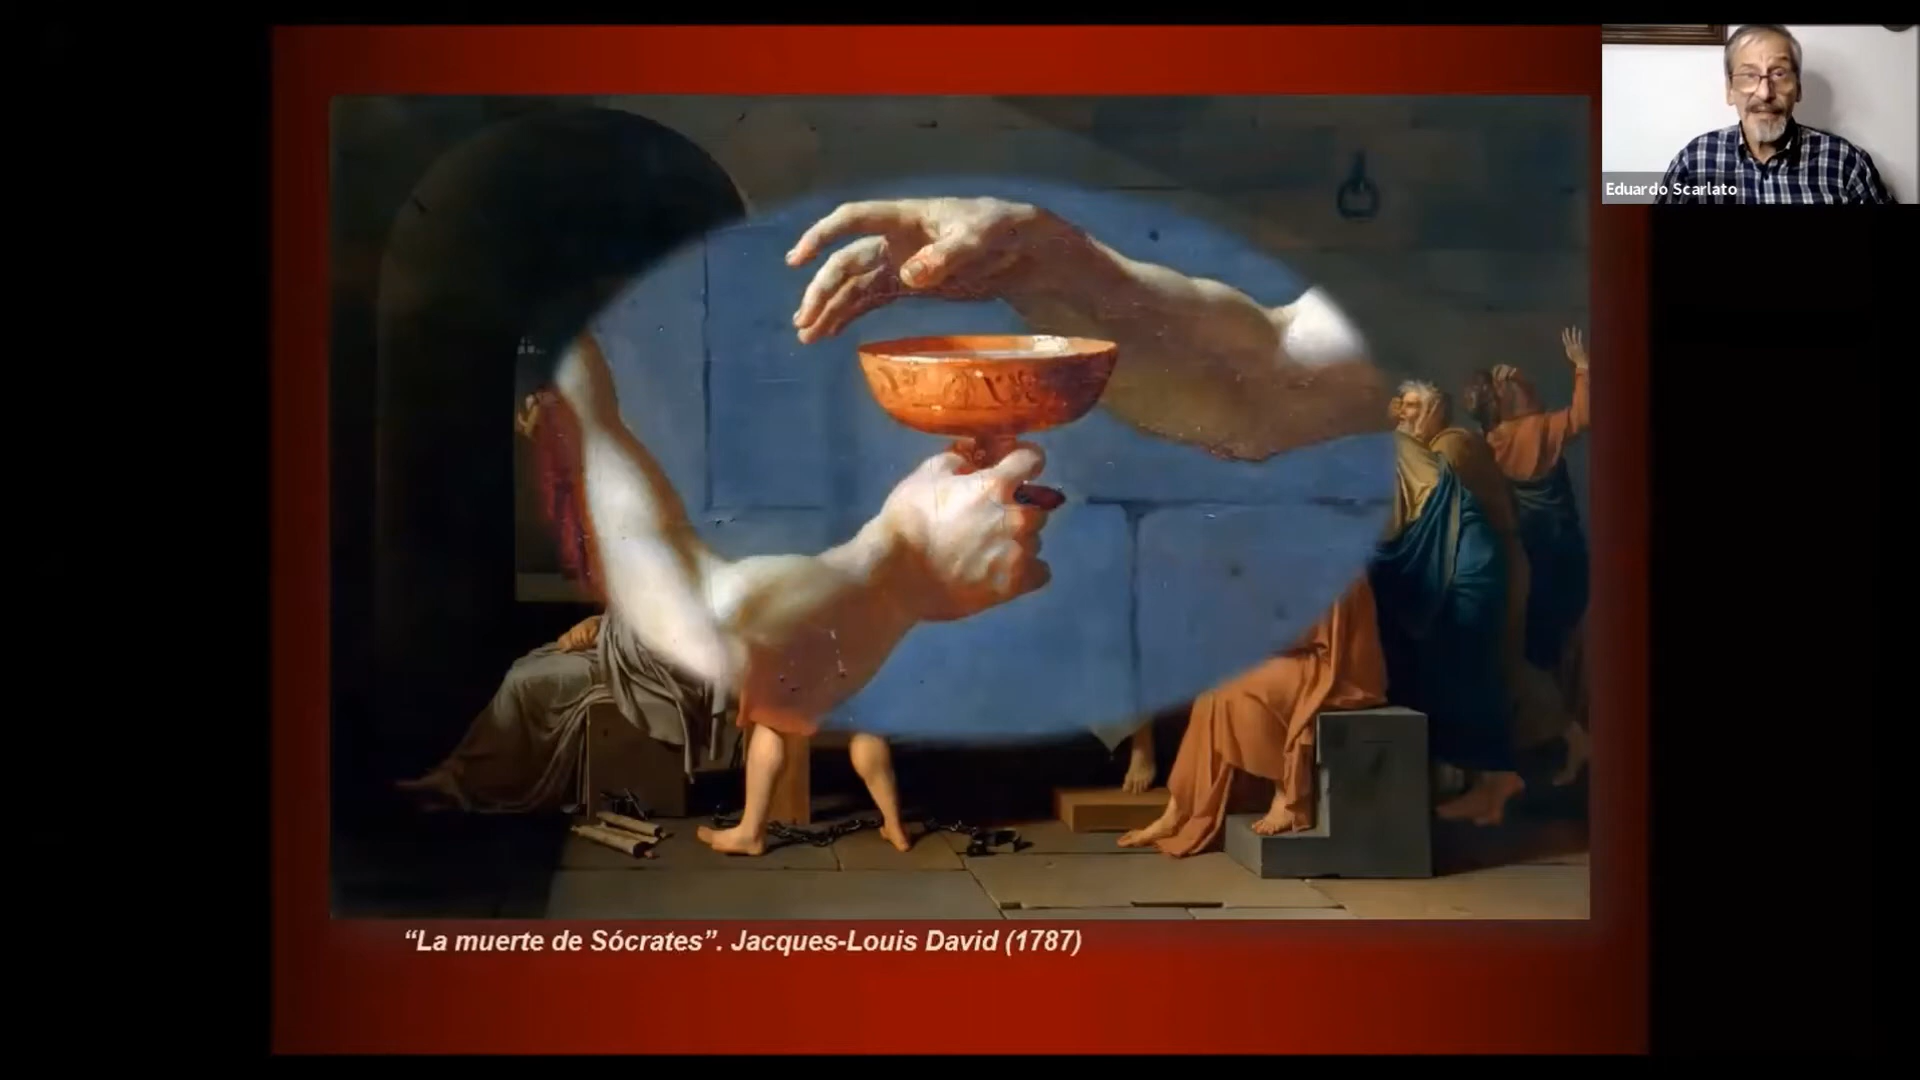 Eduardo Scarlato
“La muerte de Sócrates”. Jacques-Louis David (1787)